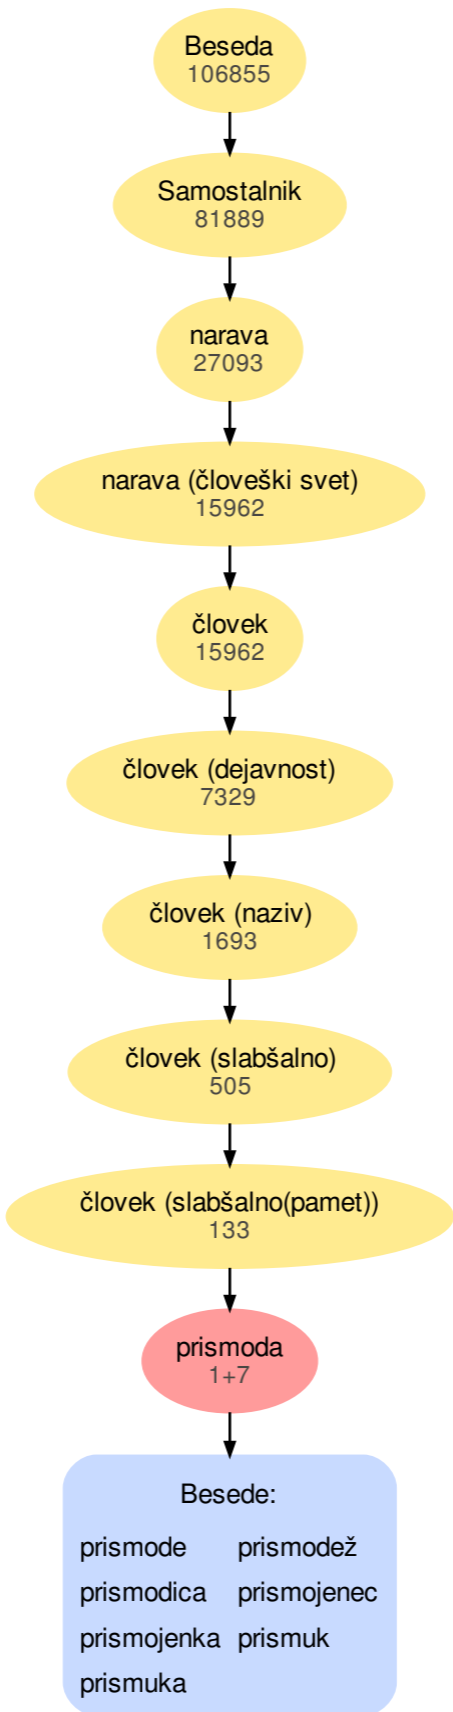 Beseda
106855
Samostalnik
81889
narava
27093
narava (človeški svet)
15962
človek
15962
človek (dejavnost)
7329
človek (naziv)
1693
človek (slabšalno)
505
človek (slabšalno(pamet))
133
prismoda
1+7
Besede:
prismode prismodež
prismodica prismojenec
prismojenka prismuk
prismuka